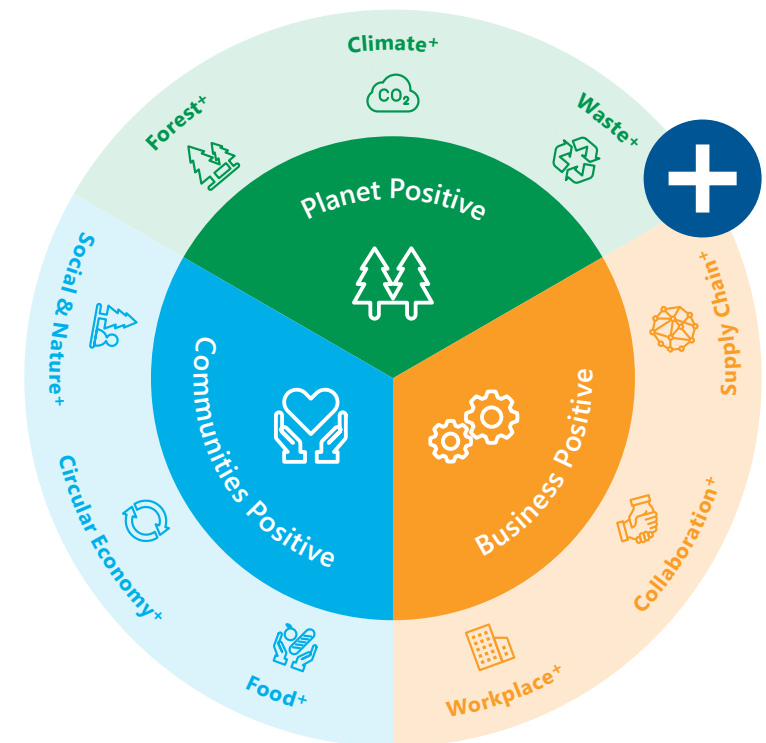 Climate⁺
Forest⁺
CO₂
Waste⁺
Planet Positive
Social & Nature⁺
Supply Chain⁺
Communities Positive
Business Positive
Circular Economy⁺
Collaboration⁺
Food⁺
Workplace⁺